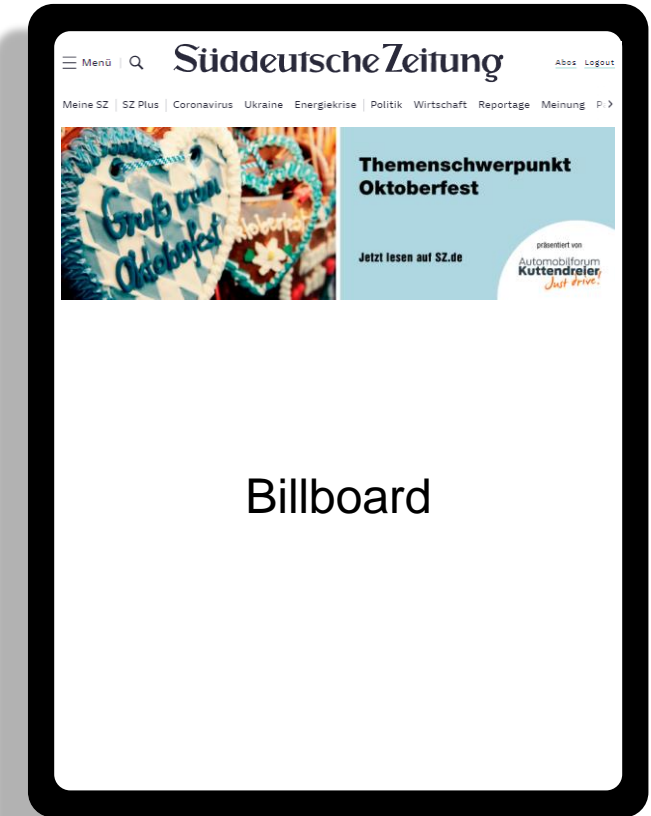 Menü
Süddeutsche Zeitung
Abos Logout
Meine SZ SZ Plus Coronavirus Ukraine Energiekrise Politik Wirtschaft Reportage Meinung
Gruß vom
Oktoberfest
Themenschwerpunkt
Oktoberfest
Jetzt lesen auf SZ.de
präsentiert von
Automobilforum
Kuttendreier
Just drive!
Billboard